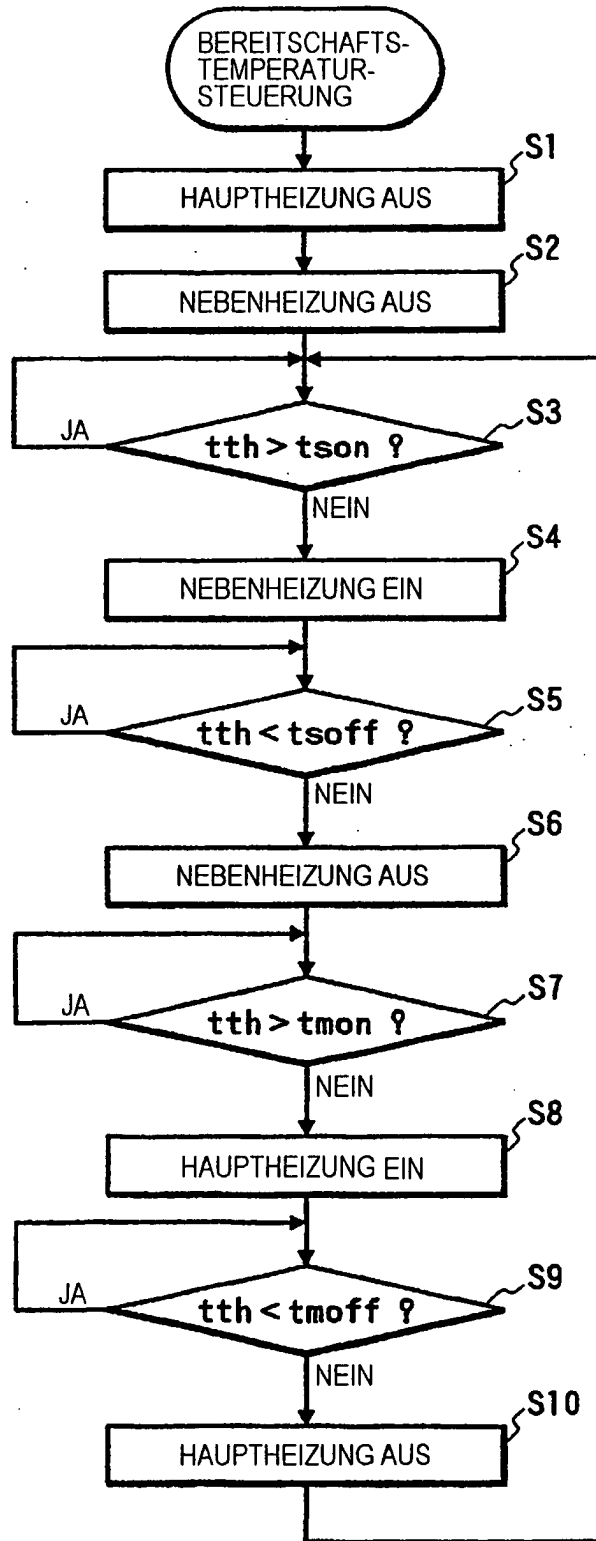 BEREITSCHAFTS-
TEMPERATUR-
STEUERUNG
S1
HAUPTHEIZUNG AUS
S2
NEBENHEIZUNG AUS
S3
JA
tth > tson ?
NEIN
S4
NEBENHEIZUNG EIN
S5
JA
tth < tsoff ?
NEIN
S6
NEBENHEIZUNG AUS
S7
JA
tth > tmon ?
NEIN
S8
HAUPTHEIZUNG EIN
S9
JA
tth < tmoff ?
NEIN
S10
HAUPTHEIZUNG AUS